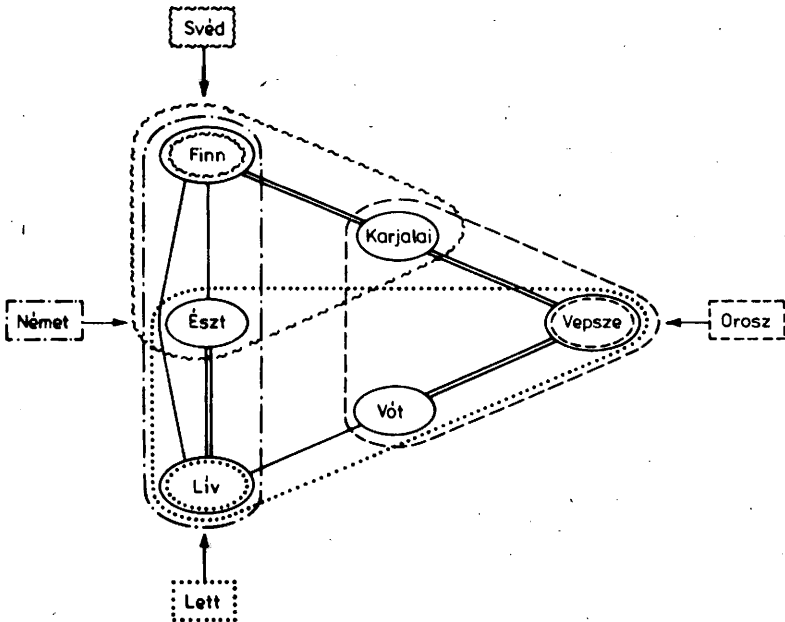 Svéd
Finn
Karjalai
Német
Észt
Vepsze
Orosz
Vót
Lív
Lett